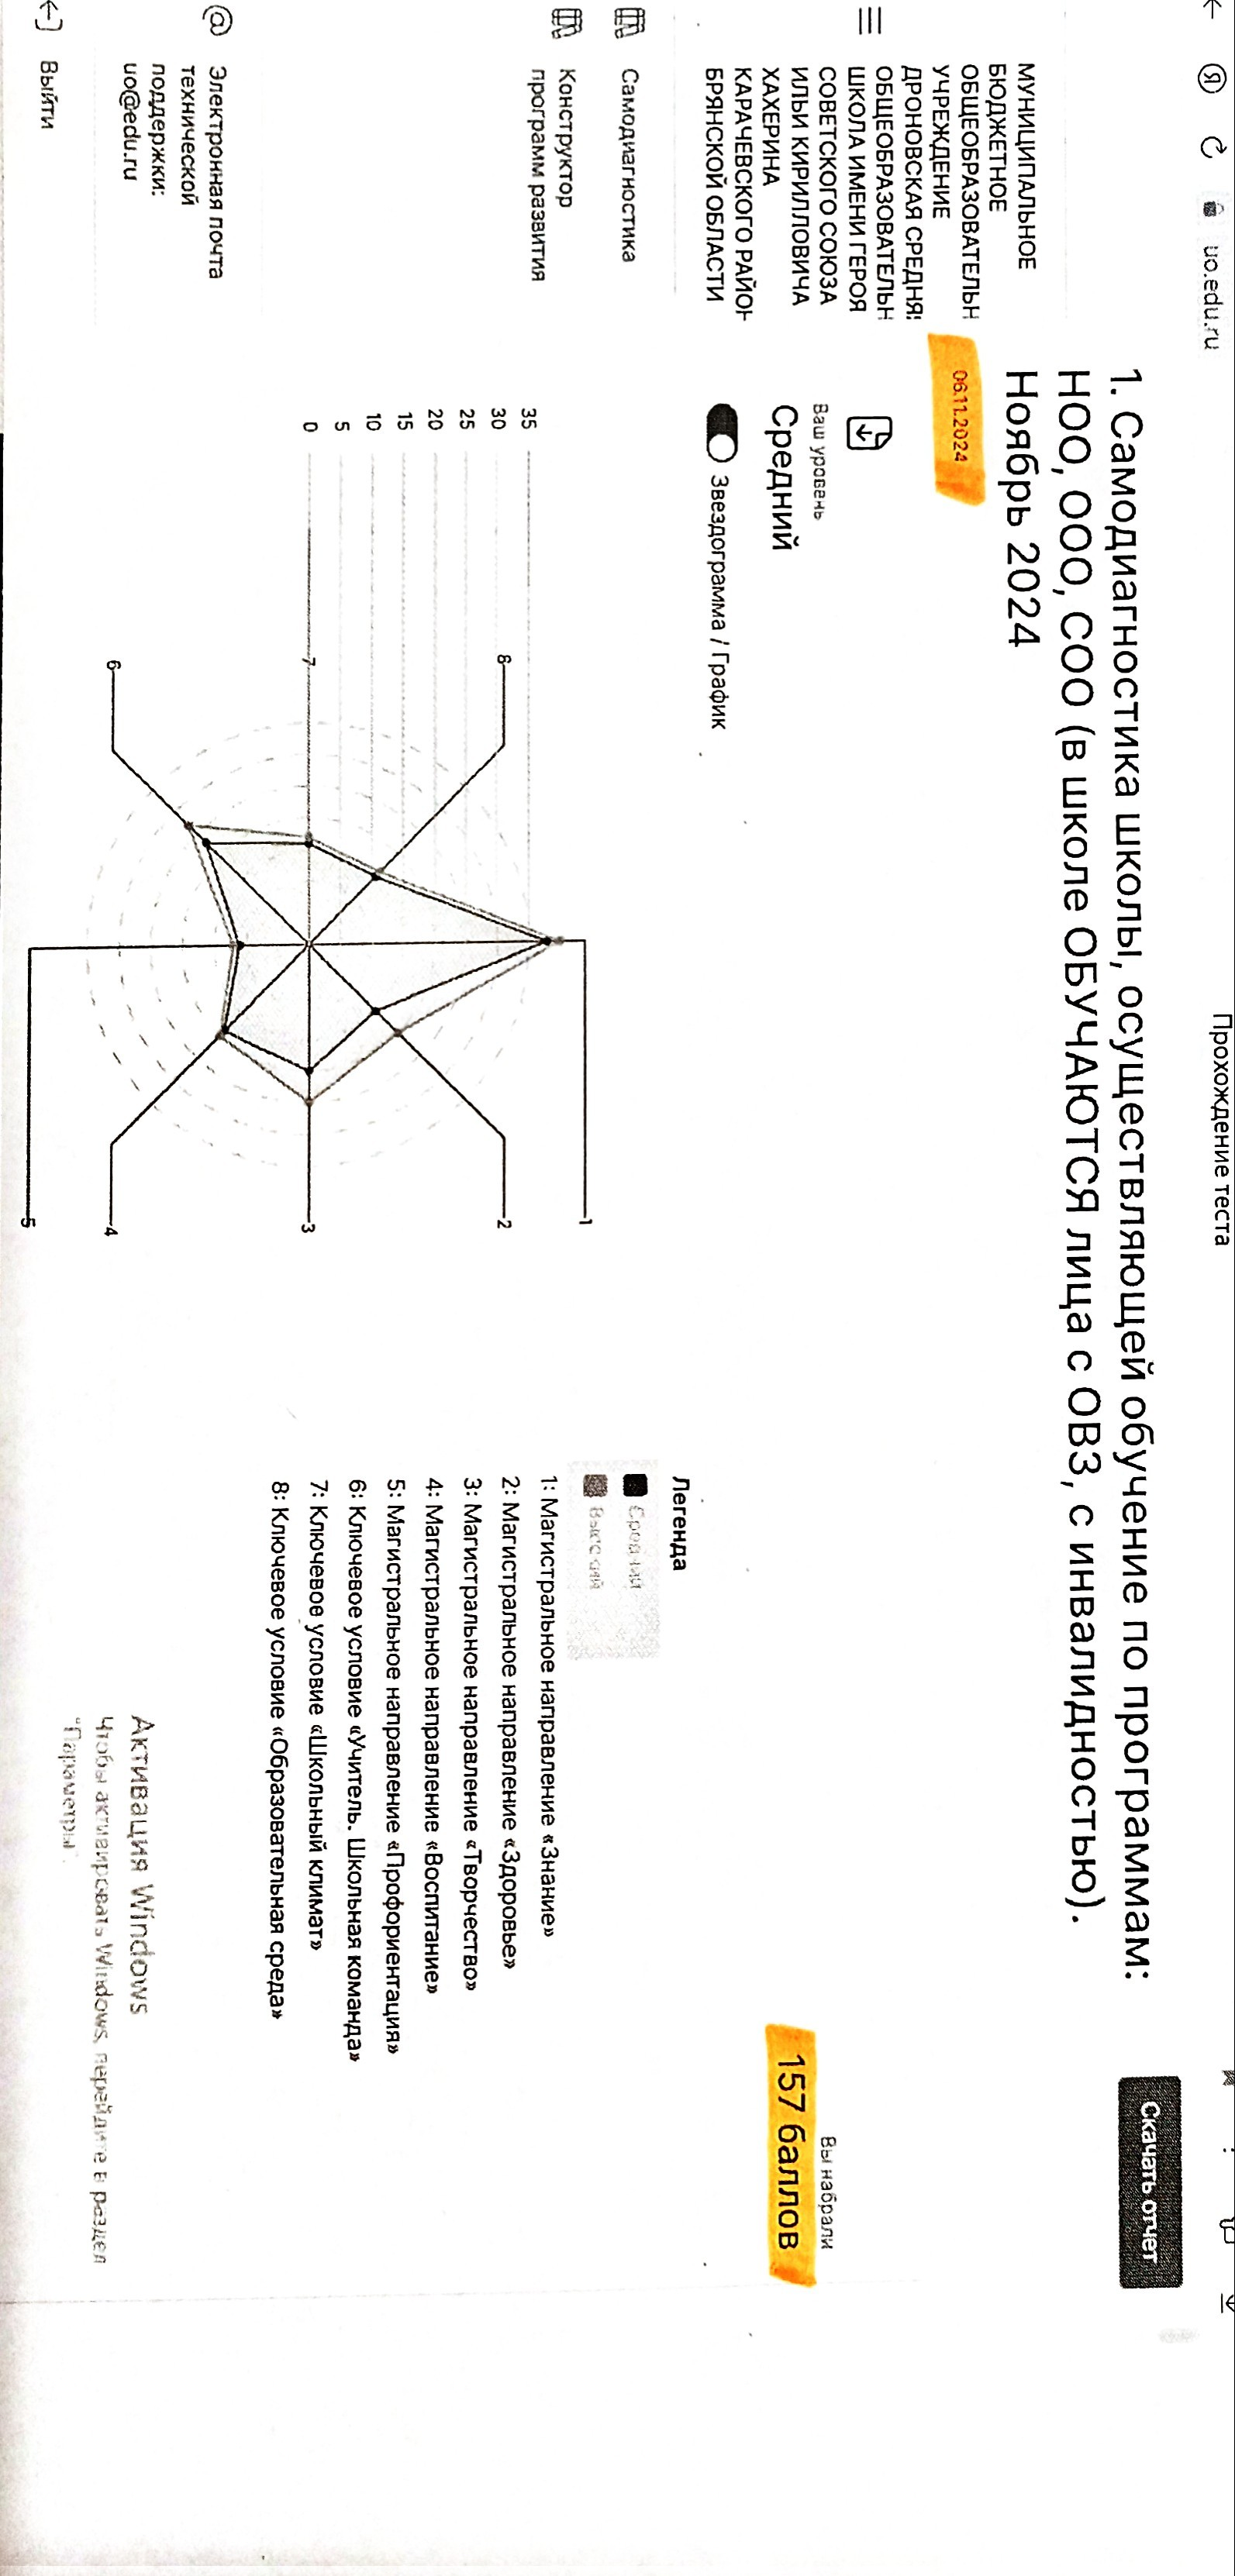 Прохождение теста
uo.edu.ru
Скачать отчет
1. Самодиагностика школы, осуществляющей обучение по программам:
НОО, ООО, СОО (в школе ОБУЧАЮТСЯ лица с ОВЗ, с инвалидностью).
Ноябрь 2024
06.11.2024
МУНИЦИПАЛЬНОЕ
БЮДЖЕТНОЕ
ОБЩЕОБРАЗОВАТЕЛЬН
УЧРЕЖДЕНИЕ
ДРОНОВСКАЯ СРЕДНЯ
ОБЩЕОБРАЗОВАТЕЛЬН
ШКОЛА ИМЕНИ ГЕРОЯ
СОВЕТСКОГО СОЮЗА
ИЛЬИ КИРИЛЛОВИЧА
ХАХЕРИНА
КАРАЧЕВСКОГО РАЙОН
БРЯНСКОЙ ОБЛАСТИ
Самодиагностика
Конструктор
программ развития
@ Электронная почта
технической
поддержки:
uo@edu.ru
Выйти
Ваш уровень
Средний
Вы набрали
157 баллов
Звездограмма / График
35
30
25
20
15
10
5
0
1
2
3
4
5
6
7
8
Легенда
Средний
Высокий
1: Магистральное направление «Знание»
2: Магистральное направление «Здоровье»
3: Магистральное направление «Творчество»
4: Магистральное направление «Воспитание»
5: Магистральное направление «Профориентация»
6: Ключевое условие «Учитель. Школьная команда»
7: Ключевое условие «Школьный климат»
8: Ключевое условие «Образовательная среда»
Активация Windows
Чтобы активировать Windows, перейдите в раздел
"Параметры".